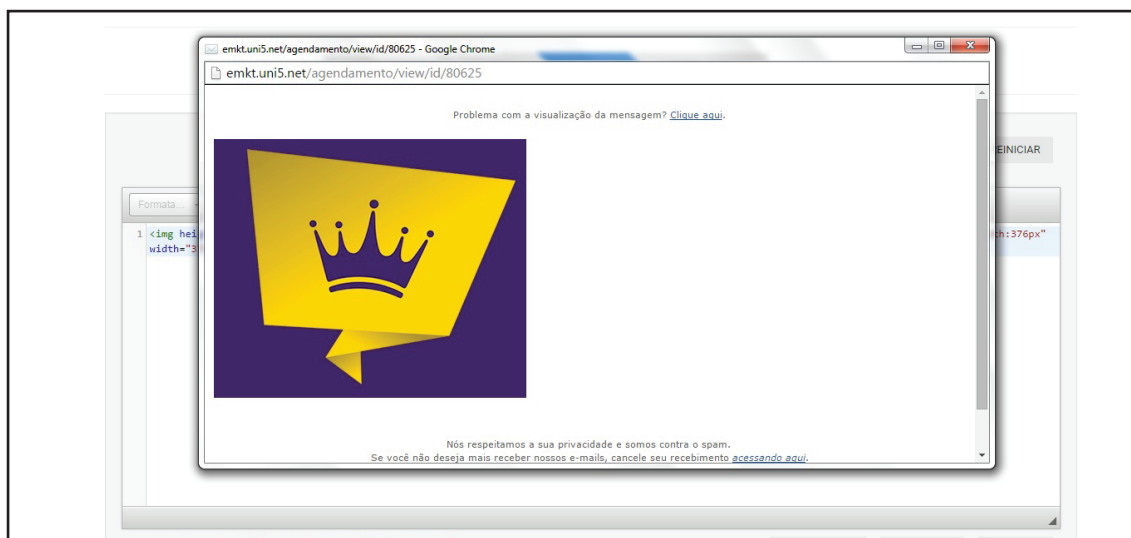 emkt.uni5.net/agendamento/view/id/80625 - Google Chrome
emkt.uni5.net/agendamento/view/id/80625
Problema com a visualização da mensagem? Clique aqui.
EINICIAR
Formata...
1 <img hei th:376px"
width="3
Nós respeitamos a sua privacidade e somos contra o spam.
Se você não deseja mais receber nossos e-mails, cancele seu recebimento acessando aqui.